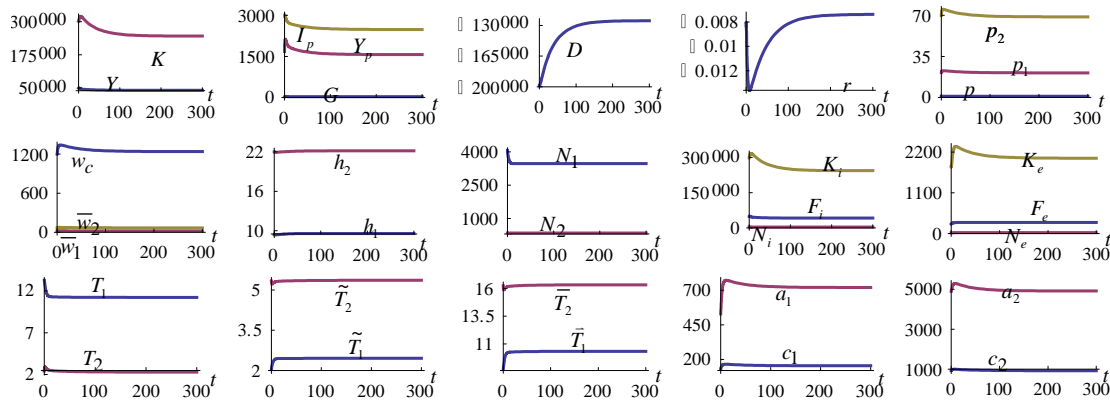 300000
175000
50000
K
Y
0 100 200 300
t
3000
1500
0
I_p
Y_p
G
0 100 200 300
t
▯ 130000
▯ 165000
▯ 200000
D
0 100 200 300
t
▯ 0.008
▯ 0.01
▯ 0.012
r
0 100 200 300
t
70
35
0
p_2
p_1
p
0 100 200 300
t
1200
600
0
w_c
w̅_2
w̅_1
0 100 200 300
t
22
16
10
h_2
h_1
0 100 200 300
t
4000
2500
1000
N_1
N_2
0 100 200 300
t
300000
150000
0
K_i
F_i
N_i
0 100 200 300
t
2200
1100
0
K_e
F_e
N_e
0 100 200 300
t
12
7
2
T_1
T_2
0 100 200 300
t
5
3.5
2
T̃_2
T̃_1
0 100 200 300
t
16
13.5
11
T̅_2
T̅_1
0 100 200 300
t
700
200
a_1
c_1
0 100 200 300
t
5000
3000
1000
a_2
c_2
0 100 200 300
t